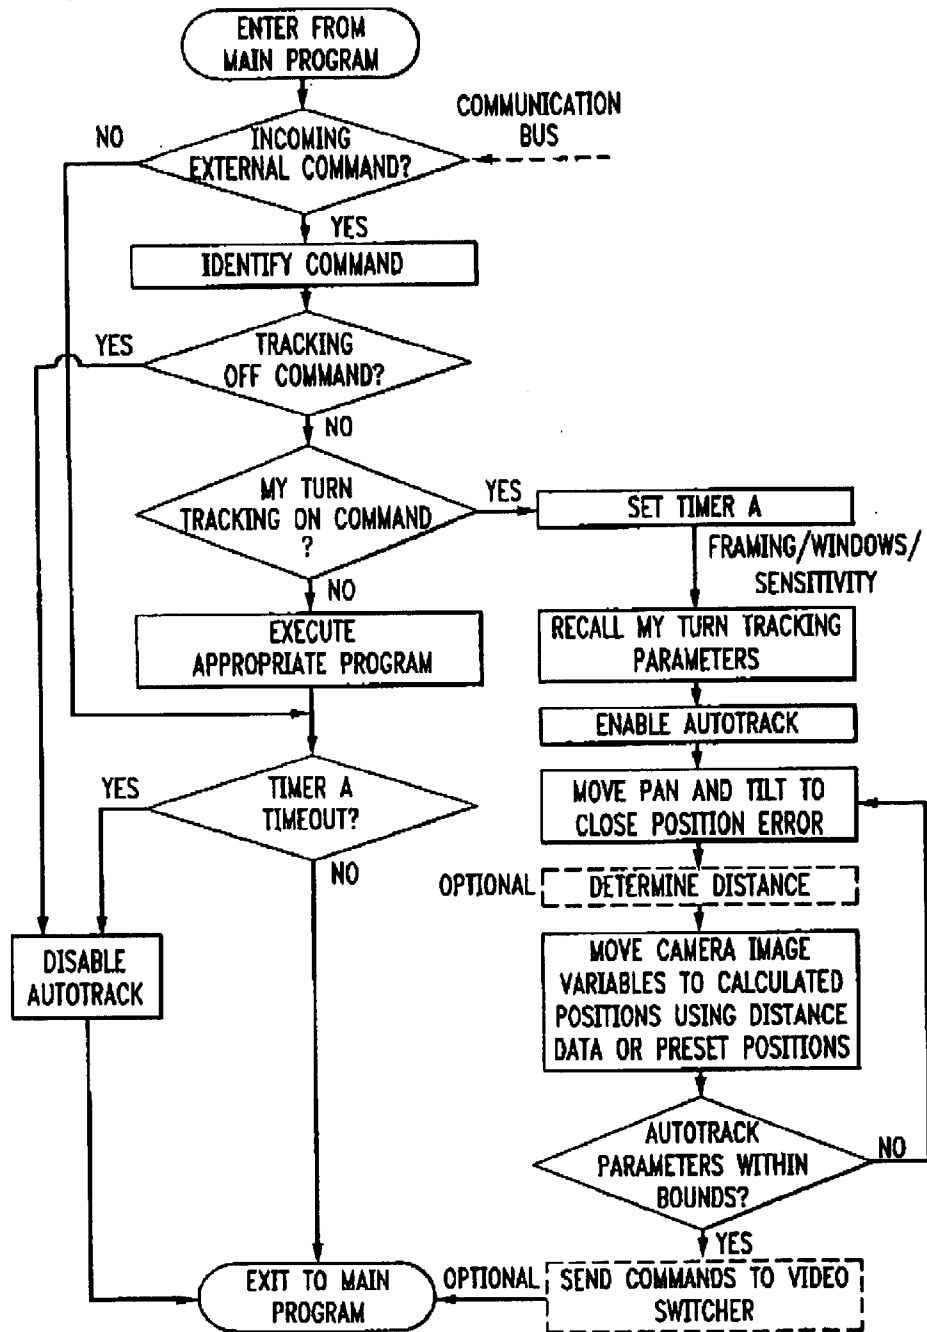 ENTER FROM
MAIN PROGRAM
COMMUNICATION
BUS
NO
INCOMING
EXTERNAL COMMAND?
YES
IDENTIFY COMMAND
YES
TRACKING
OFF COMMAND?
NO
MY TURN
TRACKING ON COMMAND
?
YES
SET TIMER A
FRAMING/WINDOWS/
SENSITIVITY
NO
EXECUTE
APPROPRIATE PROGRAM
RECALL MY TURN TRACKING
PARAMETERS
ENABLE AUTOTRACK
YES
TIMER A
TIMEOUT?
NO
MOVE PAN AND TILT TO
CLOSE POSITION ERROR
OPTIONAL
DETERMINE DISTANCE
DISABLE
AUTOTRACK
MOVE CAMERA IMAGE
VARIABLES TO CALCULATED
POSITIONS USING DISTANCE
DATA OR PRESET POSITIONS
AUTOTRACK
PARAMETERS WITHIN
BOUNDS?
NO
YES
EXIT TO MAIN
PROGRAM
OPTIONAL
SEND COMMANDS TO VIDEO
SWITCHER